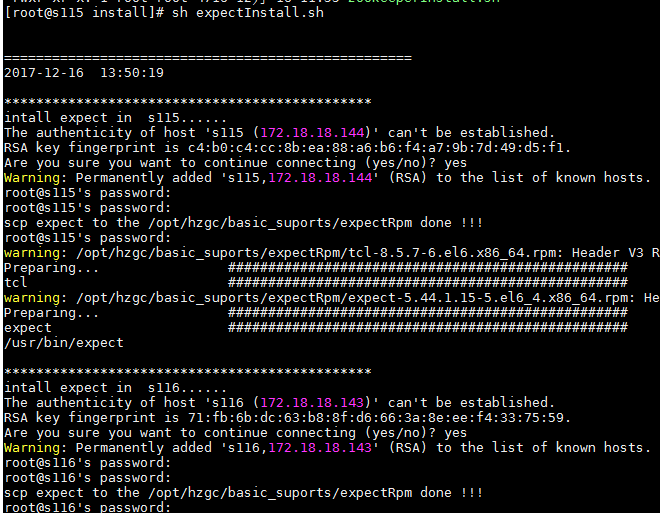 [root@s115 install]# sh expectInstall.sh
===================================================
2017-12-16  13:50:19
**********************************************
intall expect in  s115......
The authenticity of host 's115 (172.18.18.144)' can't be established.
RSA key fingerprint is c4:b0:c4:cc:8b:ea:88:a6:b6:f4:a7:9b:7d:49:d5:f1.
Are you sure you want to continue connecting (yes/no)? yes
Warning: Permanently added 's115,172.18.18.144' (RSA) to the list of known hosts.
root@s115's password:
root@s115's password:
scp expect to the /opt/hzgc/basic_suports/expectRpm done !!!
root@s115's password:
warning: /opt/hzgc/basic_suports/expectRpm/tcl-8.5.7-6.el6.x86_64.rpm: Header V3 R
Preparing...                ##################################################
tcl                         ##################################################
warning: /opt/hzgc/basic_suports/expectRpm/expect-5.44.1.15-5.el6_4.x86_64.rpm: He
Preparing...                ##################################################
expect                      ##################################################
/usr/bin/expect
**********************************************
intall expect in  s116......
The authenticity of host 's116 (172.18.18.143)' can't be established.
RSA key fingerprint is 71:fb:6b:dc:63:b8:8f:d6:66:3a:8e:ee:f4:33:75:59.
Are you sure you want to continue connecting (yes/no)? yes
Warning: Permanently added 's116,172.18.18.143' (RSA) to the list of known hosts.
root@s116's password:
root@s116's password:
scp expect to the /opt/hzgc/basic_suports/expectRpm done !!!
root@s116's password: